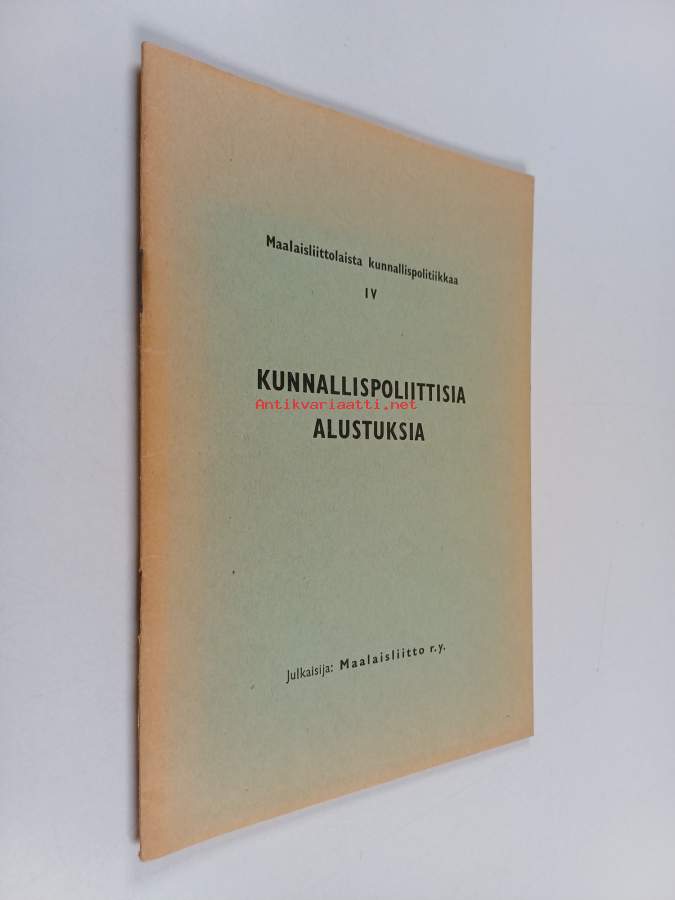 Maalaisliittolaista kunnallispolitiikkaa
IV
KUNNALLISPOLIITTISIA
Antikvariaatti.net
ALUSTUKSIA
Julkaisija: Maalaisliitto r.y.